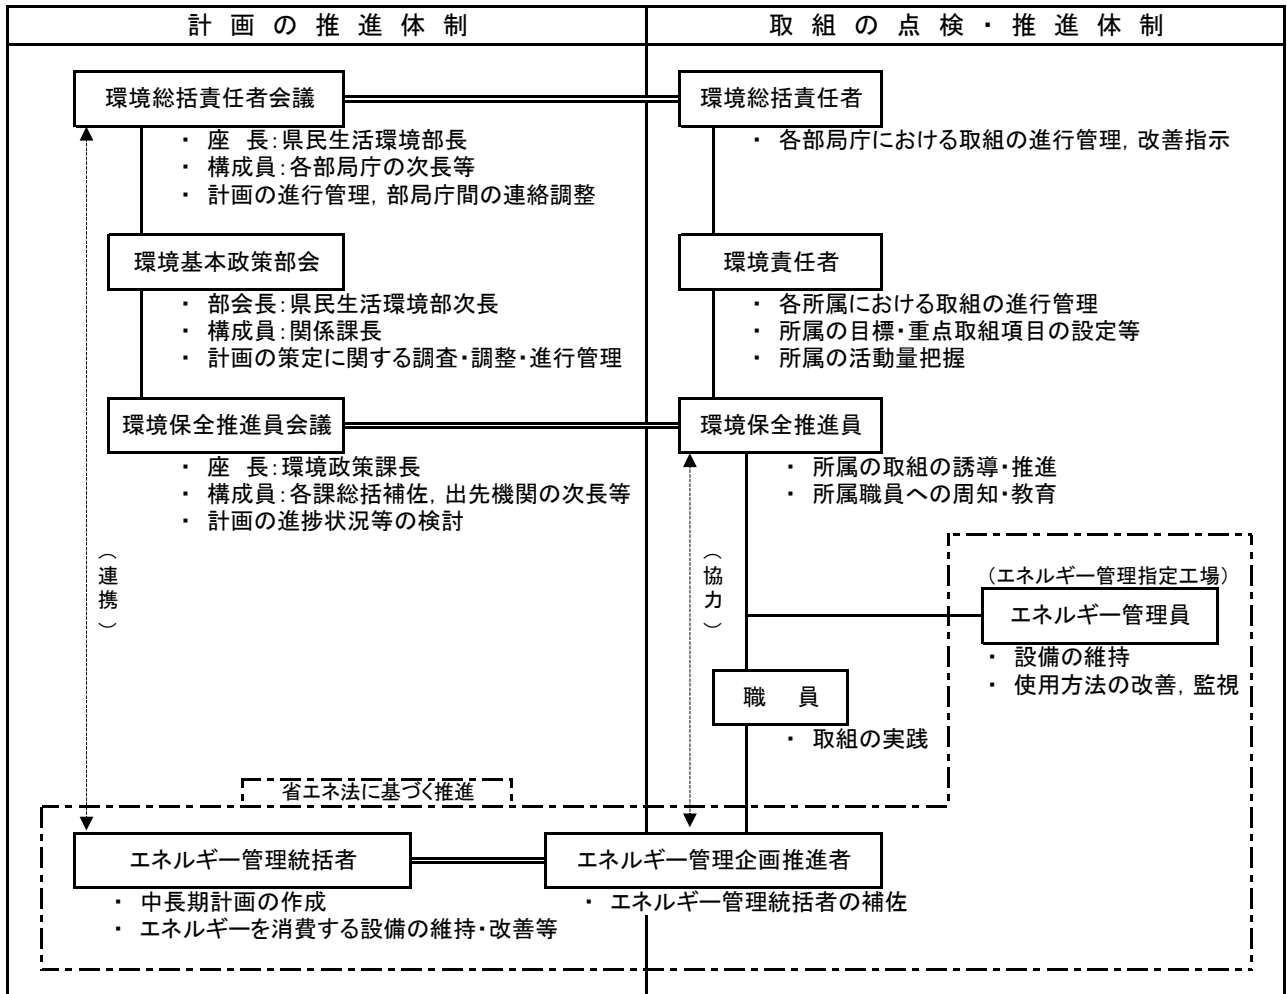 計画の推進体制
取組の点検・推進体制
環境総括責任者会議
・ 座 長：県民生活環境部長
・ 構成員：各部局庁の次長等
・ 計画の進行管理，部局庁間の連絡調整
環境総括責任者
・ 各部局庁における取組の進行管理，改善指示
環境基本政策部会
・ 部会長：県民生活環境部次長
・ 構成員：関係課長
・ 計画の策定に関する調査・調整・進行管理
環境責任者
・ 各所属における取組の進行管理
・ 所属の目標・重点取組項目の設定等
・ 所属の活動量把握
環境保全推進員会議
・ 座 長：環境政策課長
・ 構成員：各課総括補佐，出先機関の次長等
・ 計画の進捗状況等の検討
環境保全推進員
・ 所属の取組の誘導・推進
・ 所属職員への周知・教育
（連携）
（協力）
（エネルギー管理指定工場）
エネルギー管理員
・ 設備の維持
・ 使用方法の改善，監視
職 員
・ 取組の実践
省エネ法に基づく推進
エネルギー管理統括者
・ 中長期計画の作成
・ エネルギーを消費する設備の維持・改善等
エネルギー管理企画推進者
・ エネルギー管理統括者の補佐